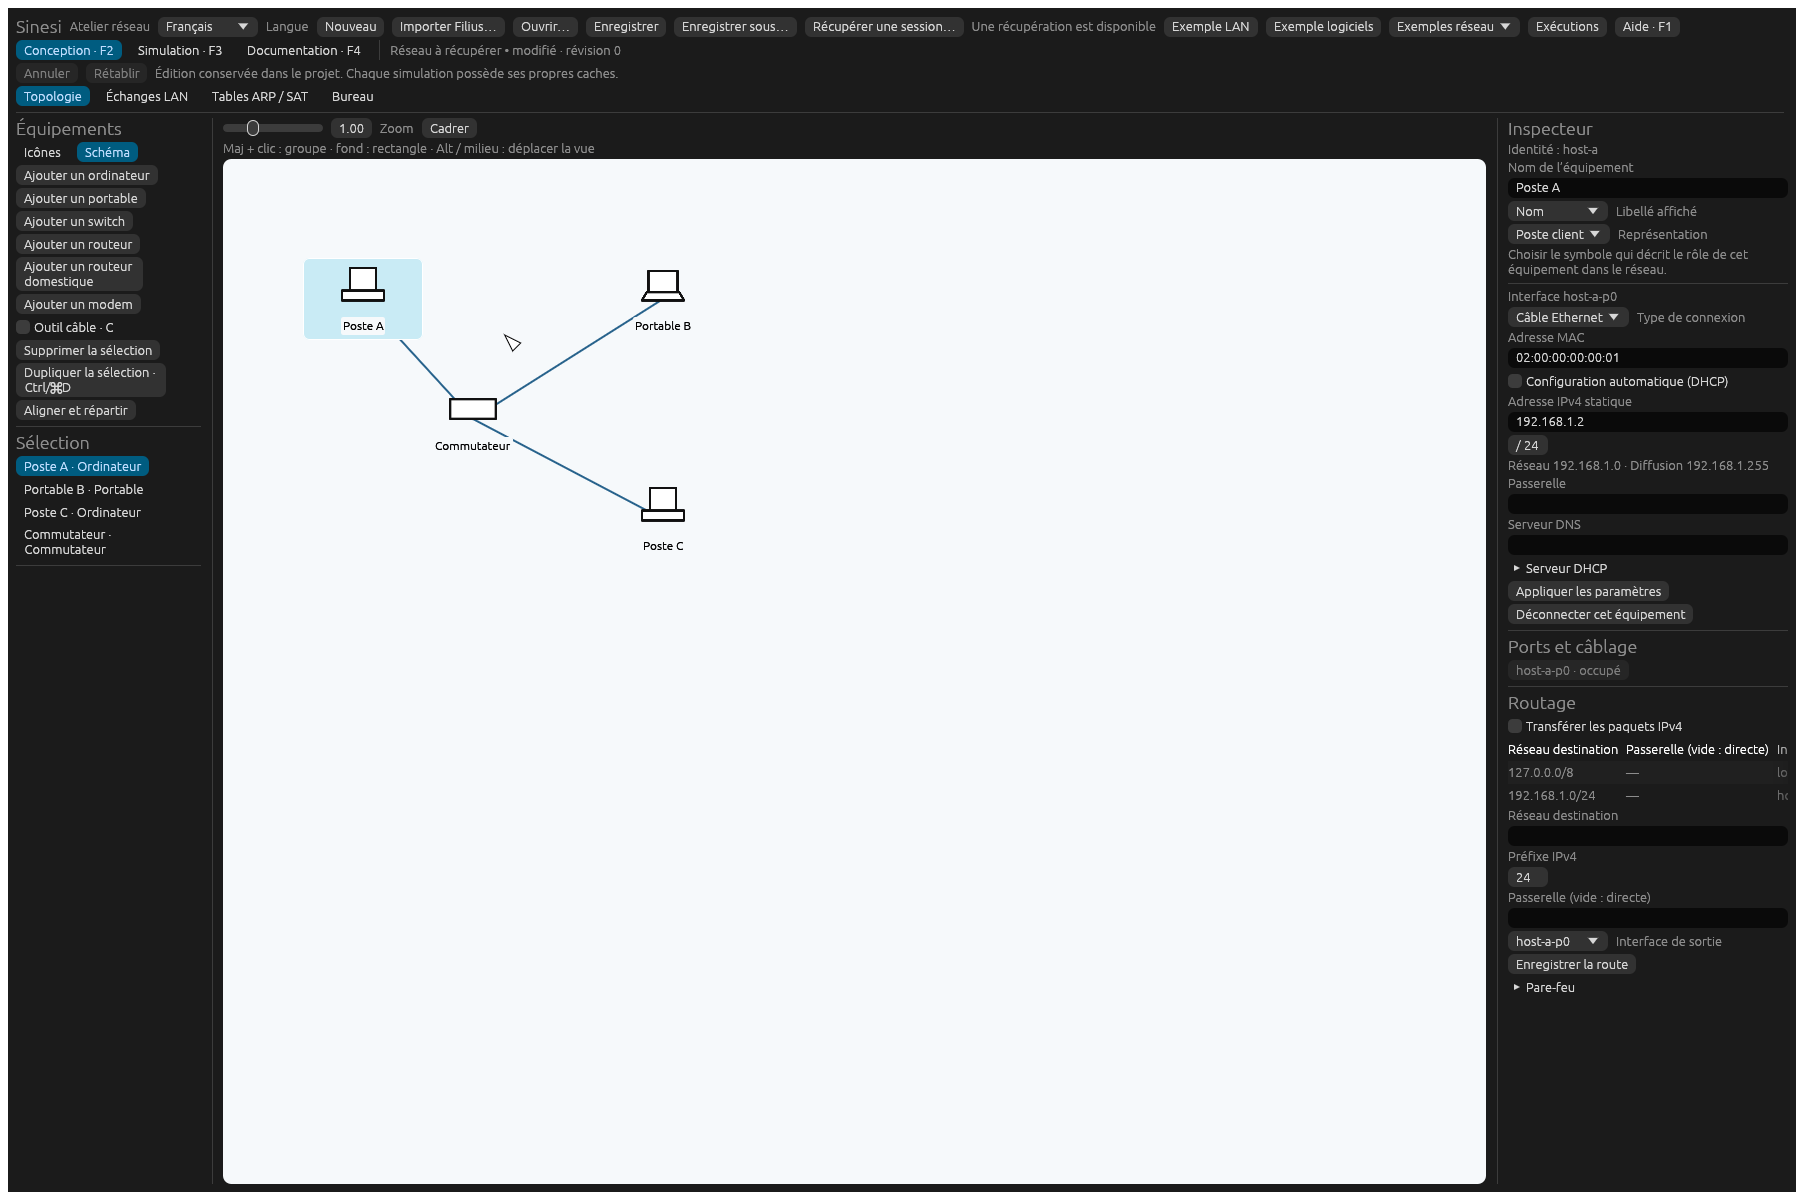 Sinesi Atelier réseau Français Langue Nouveau Importer Filius… Ouvrir… Enregistrer Enregistrer sous… Récupérer une session… Une récupération est disponible Exemple LAN Exemple logiciels Exemples réseau Exécutions Aide · F1
Conception · F2 Simulation · F3 Documentation · F4 Réseau à récupérer • modifié · révision 0
Annuler Rétablir Édition conservée dans le projet. Chaque simulation possède ses propres caches.
Topologie Échanges LAN Tables ARP / SAT Bureau
Équipements
Icônes Schéma
Ajouter un ordinateur
Ajouter un portable
Ajouter un switch
Ajouter un routeur
Ajouter un routeur
domestique
Ajouter un modem
Outil câble · C
Supprimer la sélection
Dupliquer la sélection ·
Ctrl/⌘D
Aligner et répartir
Sélection
Poste A · Ordinateur
Portable B · Portable
Poste C · Ordinateur
Commutateur ·
Commutateur
1.00 Zoom Cadrer
Maj + clic : groupe · fond : rectangle · Alt / milieu : déplacer la vue
Poste A
Portable B
Commutateur
Poste C
Inspecteur
Identité : host-a
Nom de l’équipement
Poste A
Nom Libellé affiché
Poste client Représentation
Choisir le symbole qui décrit le rôle de cet
équipement dans le réseau.
Interface host-a-p0
Câble Ethernet Type de connexion
Adresse MAC
02:00:00:00:00:01
Configuration automatique (DHCP)
Adresse IPv4 statique
192.168.1.2
/ 24
Réseau 192.168.1.0 · Diffusion 192.168.1.255
Passerelle
Serveur DNS
Serveur DHCP
Appliquer les paramètres
Déconnecter cet équipement
Ports et câblage
host-a-p0 · occupé
Routage
Transférer les paquets IPv4
Réseau destination Passerelle (vide : directe) In
127.0.0.0/8 — lo
192.168.1.0/24 — ho
Réseau destination
Préfixe IPv4
24
Passerelle (vide : directe)
host-a-p0 Interface de sortie
Enregistrer la route
Pare-feu